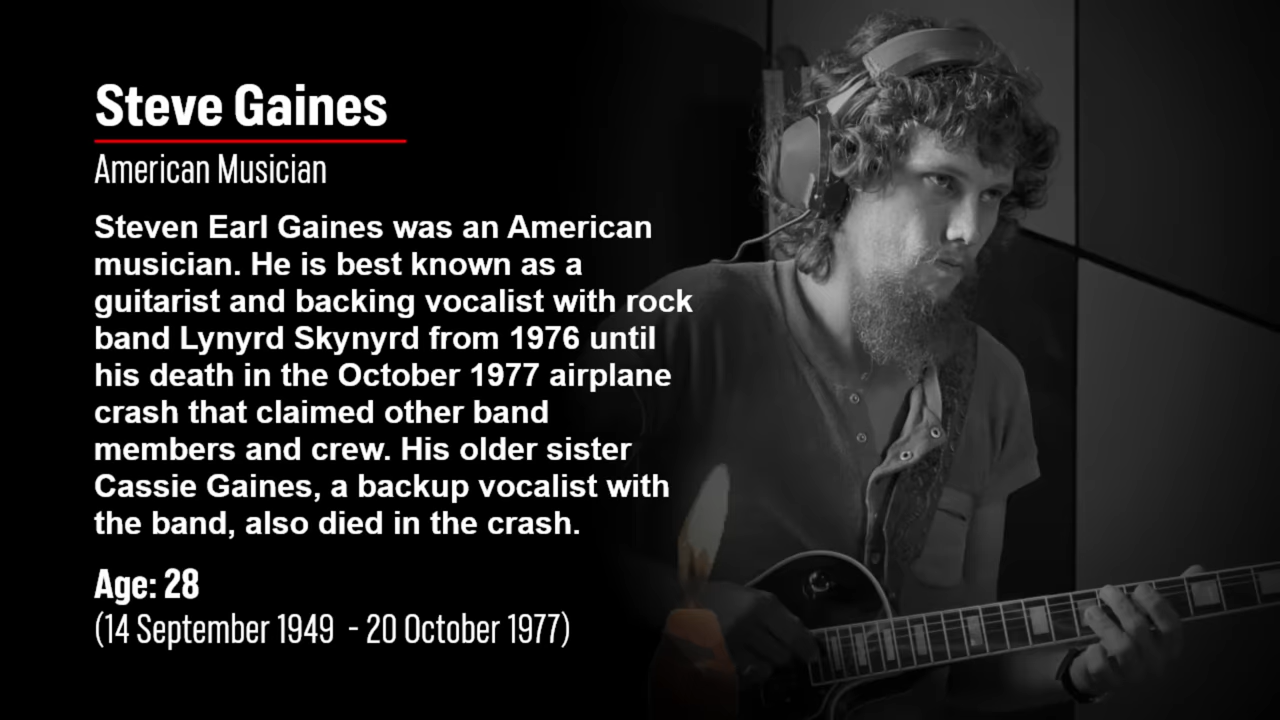 Steve Gaines
American Musician
Steven Earl Gaines was an American
musician. He is best known as a
guitarist and backing vocalist with rock
band Lynyrd Skynyrd from 1976 until
his death in the October 1977 airplane
crash that claimed other band
members and crew. His older sister
Cassie Gaines, a backup vocalist with
the band, also died in the crash.
Age: 28
(14 September 1949 - 20 October 1977)